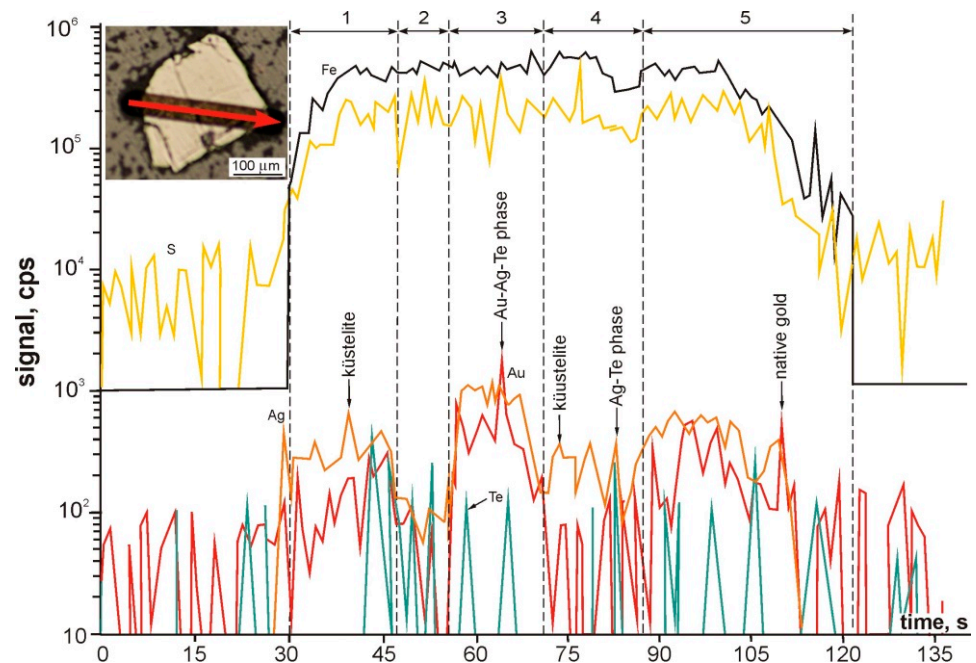 1 2 3 4 5
10⁶
10⁵
10⁴
10³
10²
10
signal, cps
100 µm
Fe
S
küstelite
Au-Ag-Te phase
küustelite
Ag-Te phase
native gold
Ag
Au
Te
0 15 30 45 60 75 90 105 120 135
time, s